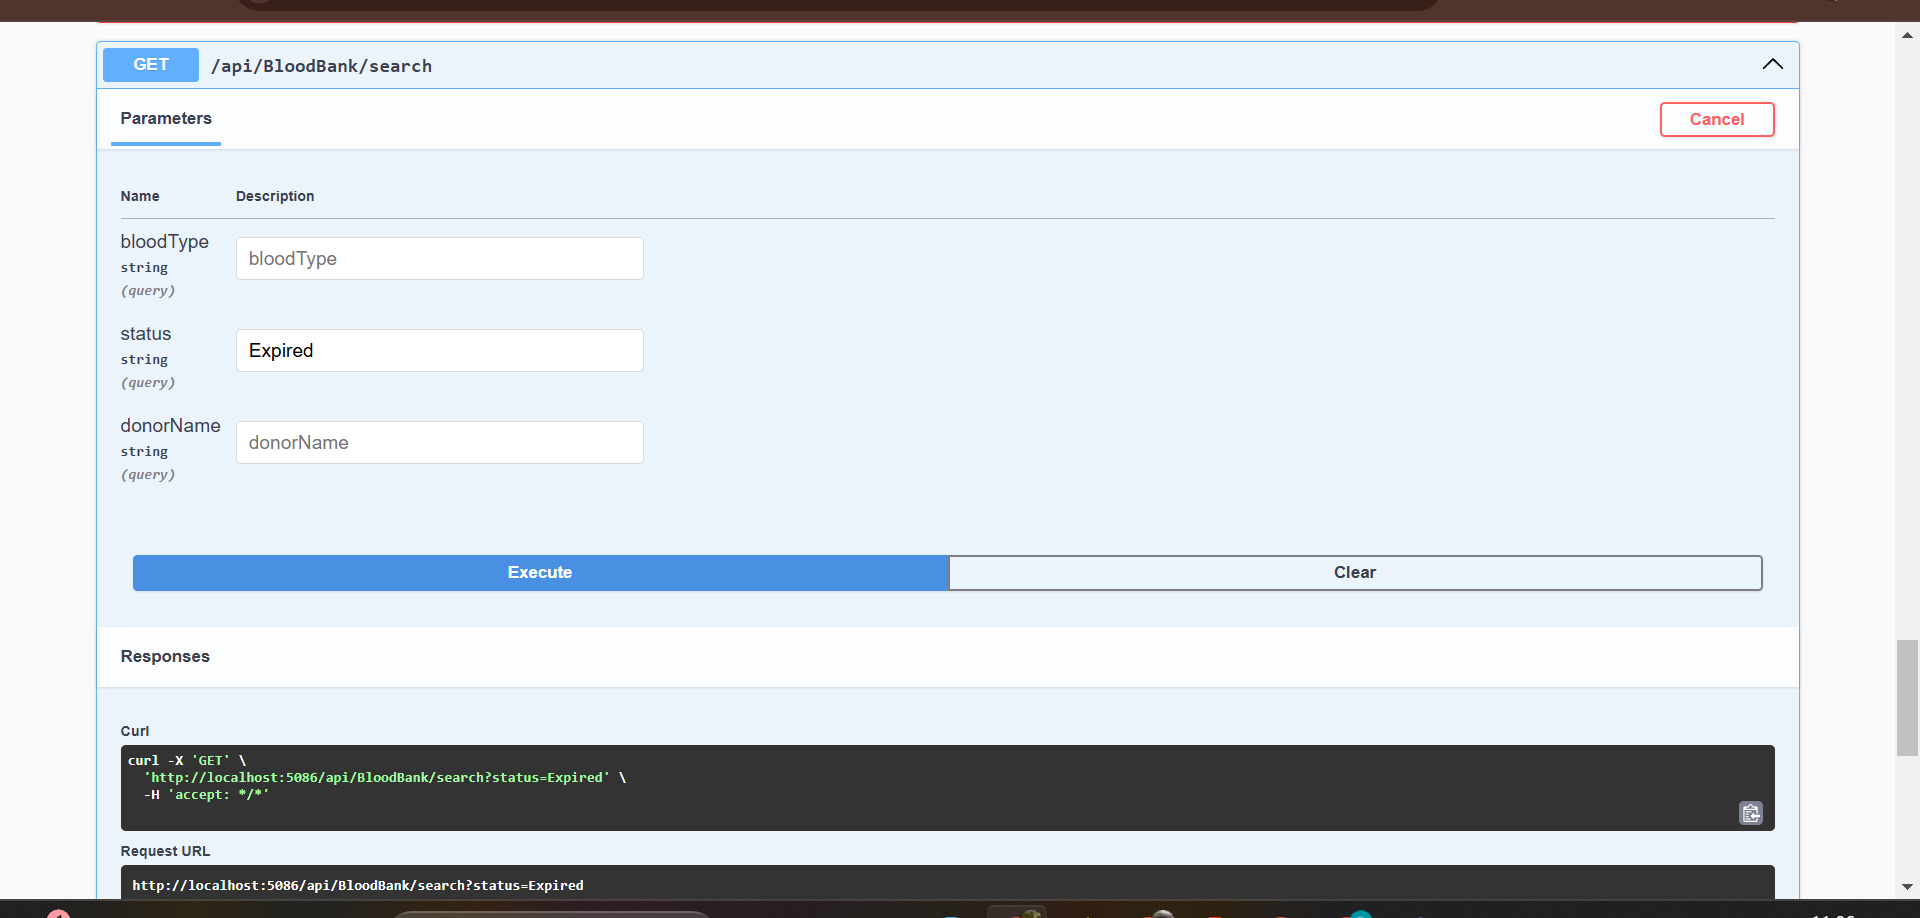 GET /api/BloodBank/search
Parameters
Cancel
Name Description
bloodType
string
(query)
bloodType
status
string
(query)
Expired
donorName
string
(query)
donorName
Execute
Clear
Responses
Curl
curl -X 'GET' \
'http://localhost:5086/api/BloodBank/search?status=Expired' \
-H 'accept: */*'
Request URL
http://localhost:5086/api/BloodBank/search?status=Expired